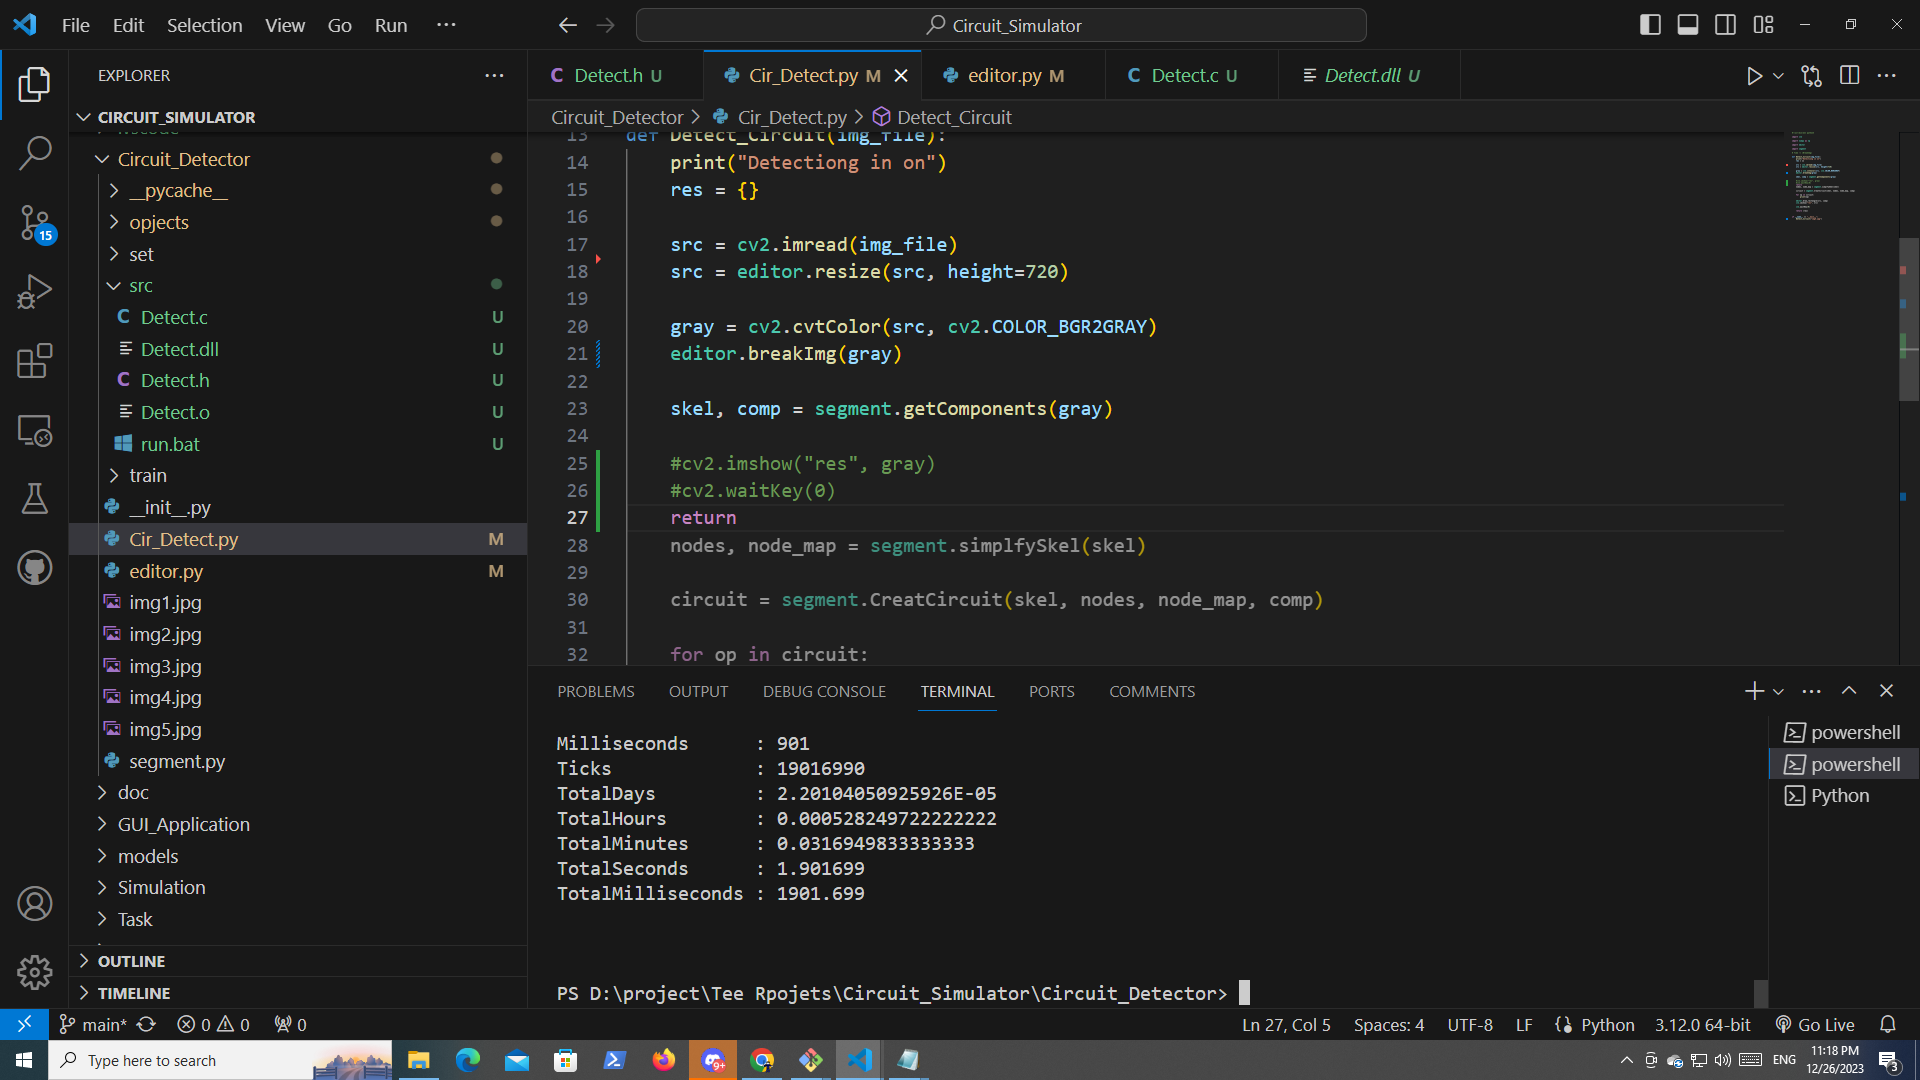 File Edit Selection View Go Run ···
Circuit_Simulator
EXPLORER
Detect.h U
Cir_Detect.py M
editor.py M
Detect.c U
Detect.dll U
CIRCUIT_SIMULATOR
Circuit_Detector > Cir_Detect.py > Detect_Circuit
.vscode
Circuit_Detector
__pycache__
opjects
set
src
Detect.c U
Detect.dll U
Detect.h U
Detect.o U
run.bat U
train
__init__.py
Cir_Detect.py M
editor.py M
img1.jpg
img2.jpg
img3.jpg
img4.jpg
img5.jpg
segment.py
doc
GUI_Application
models
Simulation
Task
OUTLINE
TIMELINE
15
13 def Detect_Circuit(img_file):
14 print("Detectiong in on")
15 res = {}
16
17 src = cv2.imread(img_file)
18 src = editor.resize(src, height=720)
19
20 gray = cv2.cvtColor(src, cv2.COLOR_BGR2GRAY)
21 editor.breakImg(gray)
22
23 skel, comp = segment.getComponents(gray)
24
25 #cv2.imshow("res", gray)
26 #cv2.waitKey(0)
27 return
28 nodes, node_map = segment.simplfySkel(skel)
29
30 circuit = segment.CreatCircuit(skel, nodes, node_map, comp)
31
32 for op in circuit:
PROBLEMS OUTPUT DEBUG CONSOLE TERMINAL PORTS COMMENTS
Milliseconds : 901
Ticks : 19016990
TotalDays : 2.20104050925926E-05
TotalHours : 0.000528249722222222
TotalMinutes : 0.0316949833333333
TotalSeconds : 1.901699
TotalMilliseconds : 1901.699
PS D:\project\Tee Rpojets\Circuit_Simulator\Circuit_Detector>
powershell
powershell
Python
main* 0 0 0
Ln 27, Col 5 Spaces: 4 UTF-8 LF Python 3.12.0 64-bit Go Live
Type here to search
9+
ENG
11:18 PM
12/26/2023
3